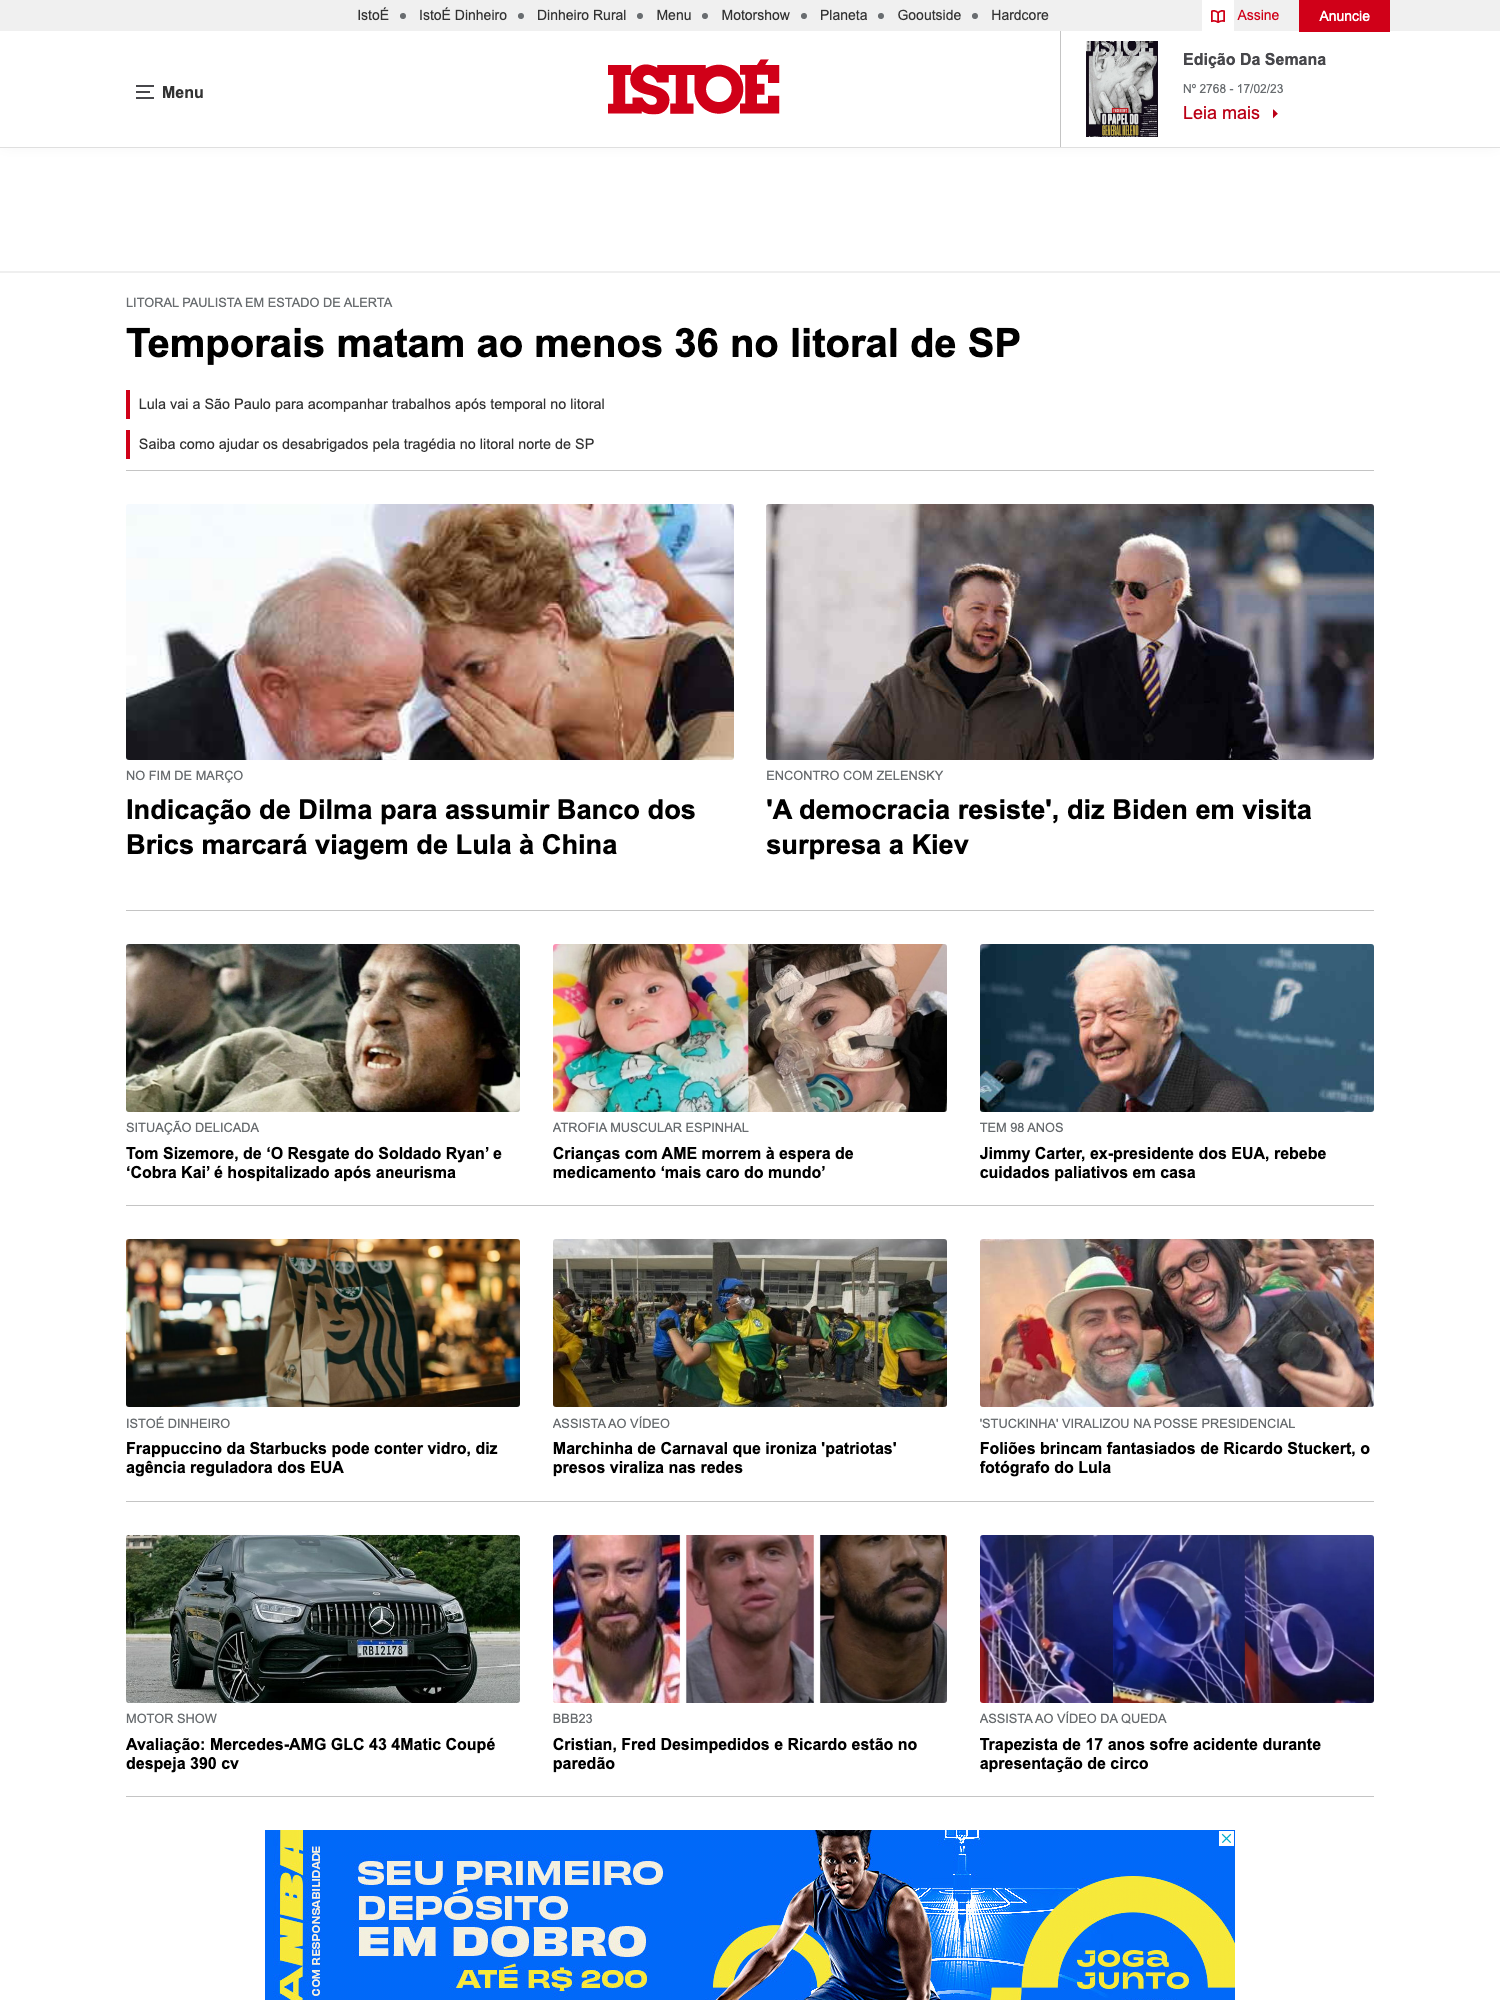 IstoÉ • IstoÉ Dinheiro • Dinheiro Rural • Menu • Motorshow • Planeta • Gooutside • Hardcore
Assine
Anuncie
Menu
ISTOÉ
ISTOÉ
O PAPEL DO
GENERAL HELENO
Edição Da Semana
Nº 2768 - 17/02/23
Leia mais
LITORAL PAULISTA EM ESTADO DE ALERTA
Temporais matam ao menos 36 no litoral de SP
Lula vai a São Paulo para acompanhar trabalhos após temporal no litoral
Saiba como ajudar os desabrigados pela tragédia no litoral norte de SP
NO FIM DE MARÇO
Indicação de Dilma para assumir Banco dos
Brics marcará viagem de Lula à China
ENCONTRO COM ZELENSKY
'A democracia resiste', diz Biden em visita
surpresa a Kiev
SITUAÇÃO DELICADA
Tom Sizemore, de ‘O Resgate do Soldado Ryan’ e
‘Cobra Kai’ é hospitalizado após aneurisma
ATROFIA MUSCULAR ESPINHAL
Crianças com AME morrem à espera de
medicamento ‘mais caro do mundo’
TEM 98 ANOS
Jimmy Carter, ex-presidente dos EUA, rebebe
cuidados paliativos em casa
ISTOÉ DINHEIRO
Frappuccino da Starbucks pode conter vidro, diz
agência reguladora dos EUA
ASSISTA AO VÍDEO
Marchinha de Carnaval que ironiza 'patriotas'
presos viraliza nas redes
'STUCKINHA' VIRALIZOU NA POSSE PRESIDENCIAL
Foliões brincam fantasiados de Ricardo Stuckert, o
fotógrafo do Lula
RBI2I78
MOTOR SHOW
Avaliação: Mercedes-AMG GLC 43 4Matic Coupé
despeja 390 cv
BBB23
Cristian, Fred Desimpedidos e Ricardo estão no
paredão
ASSISTA AO VÍDEO DA QUEDA
Trapezista de 17 anos sofre acidente durante
apresentação de circo
ANBA
COM RESPONSABILIDADE
SEU PRIMEIRO
DEPÓSITO
EM DOBRO
ATÉ R$ 200
JOGA
JUNTO